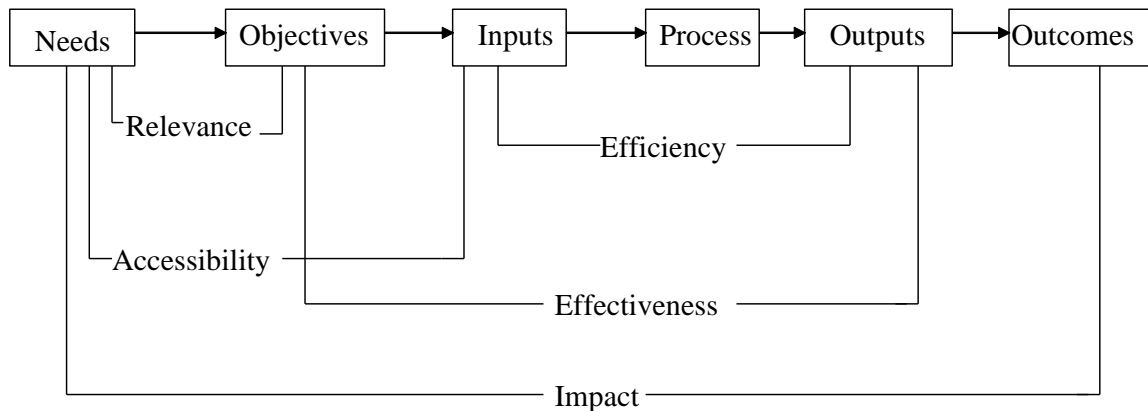 Needs Objectives Inputs Process Outputs Outcomes
Relevance
Efficiency
Accessibility
Effectiveness
Impact